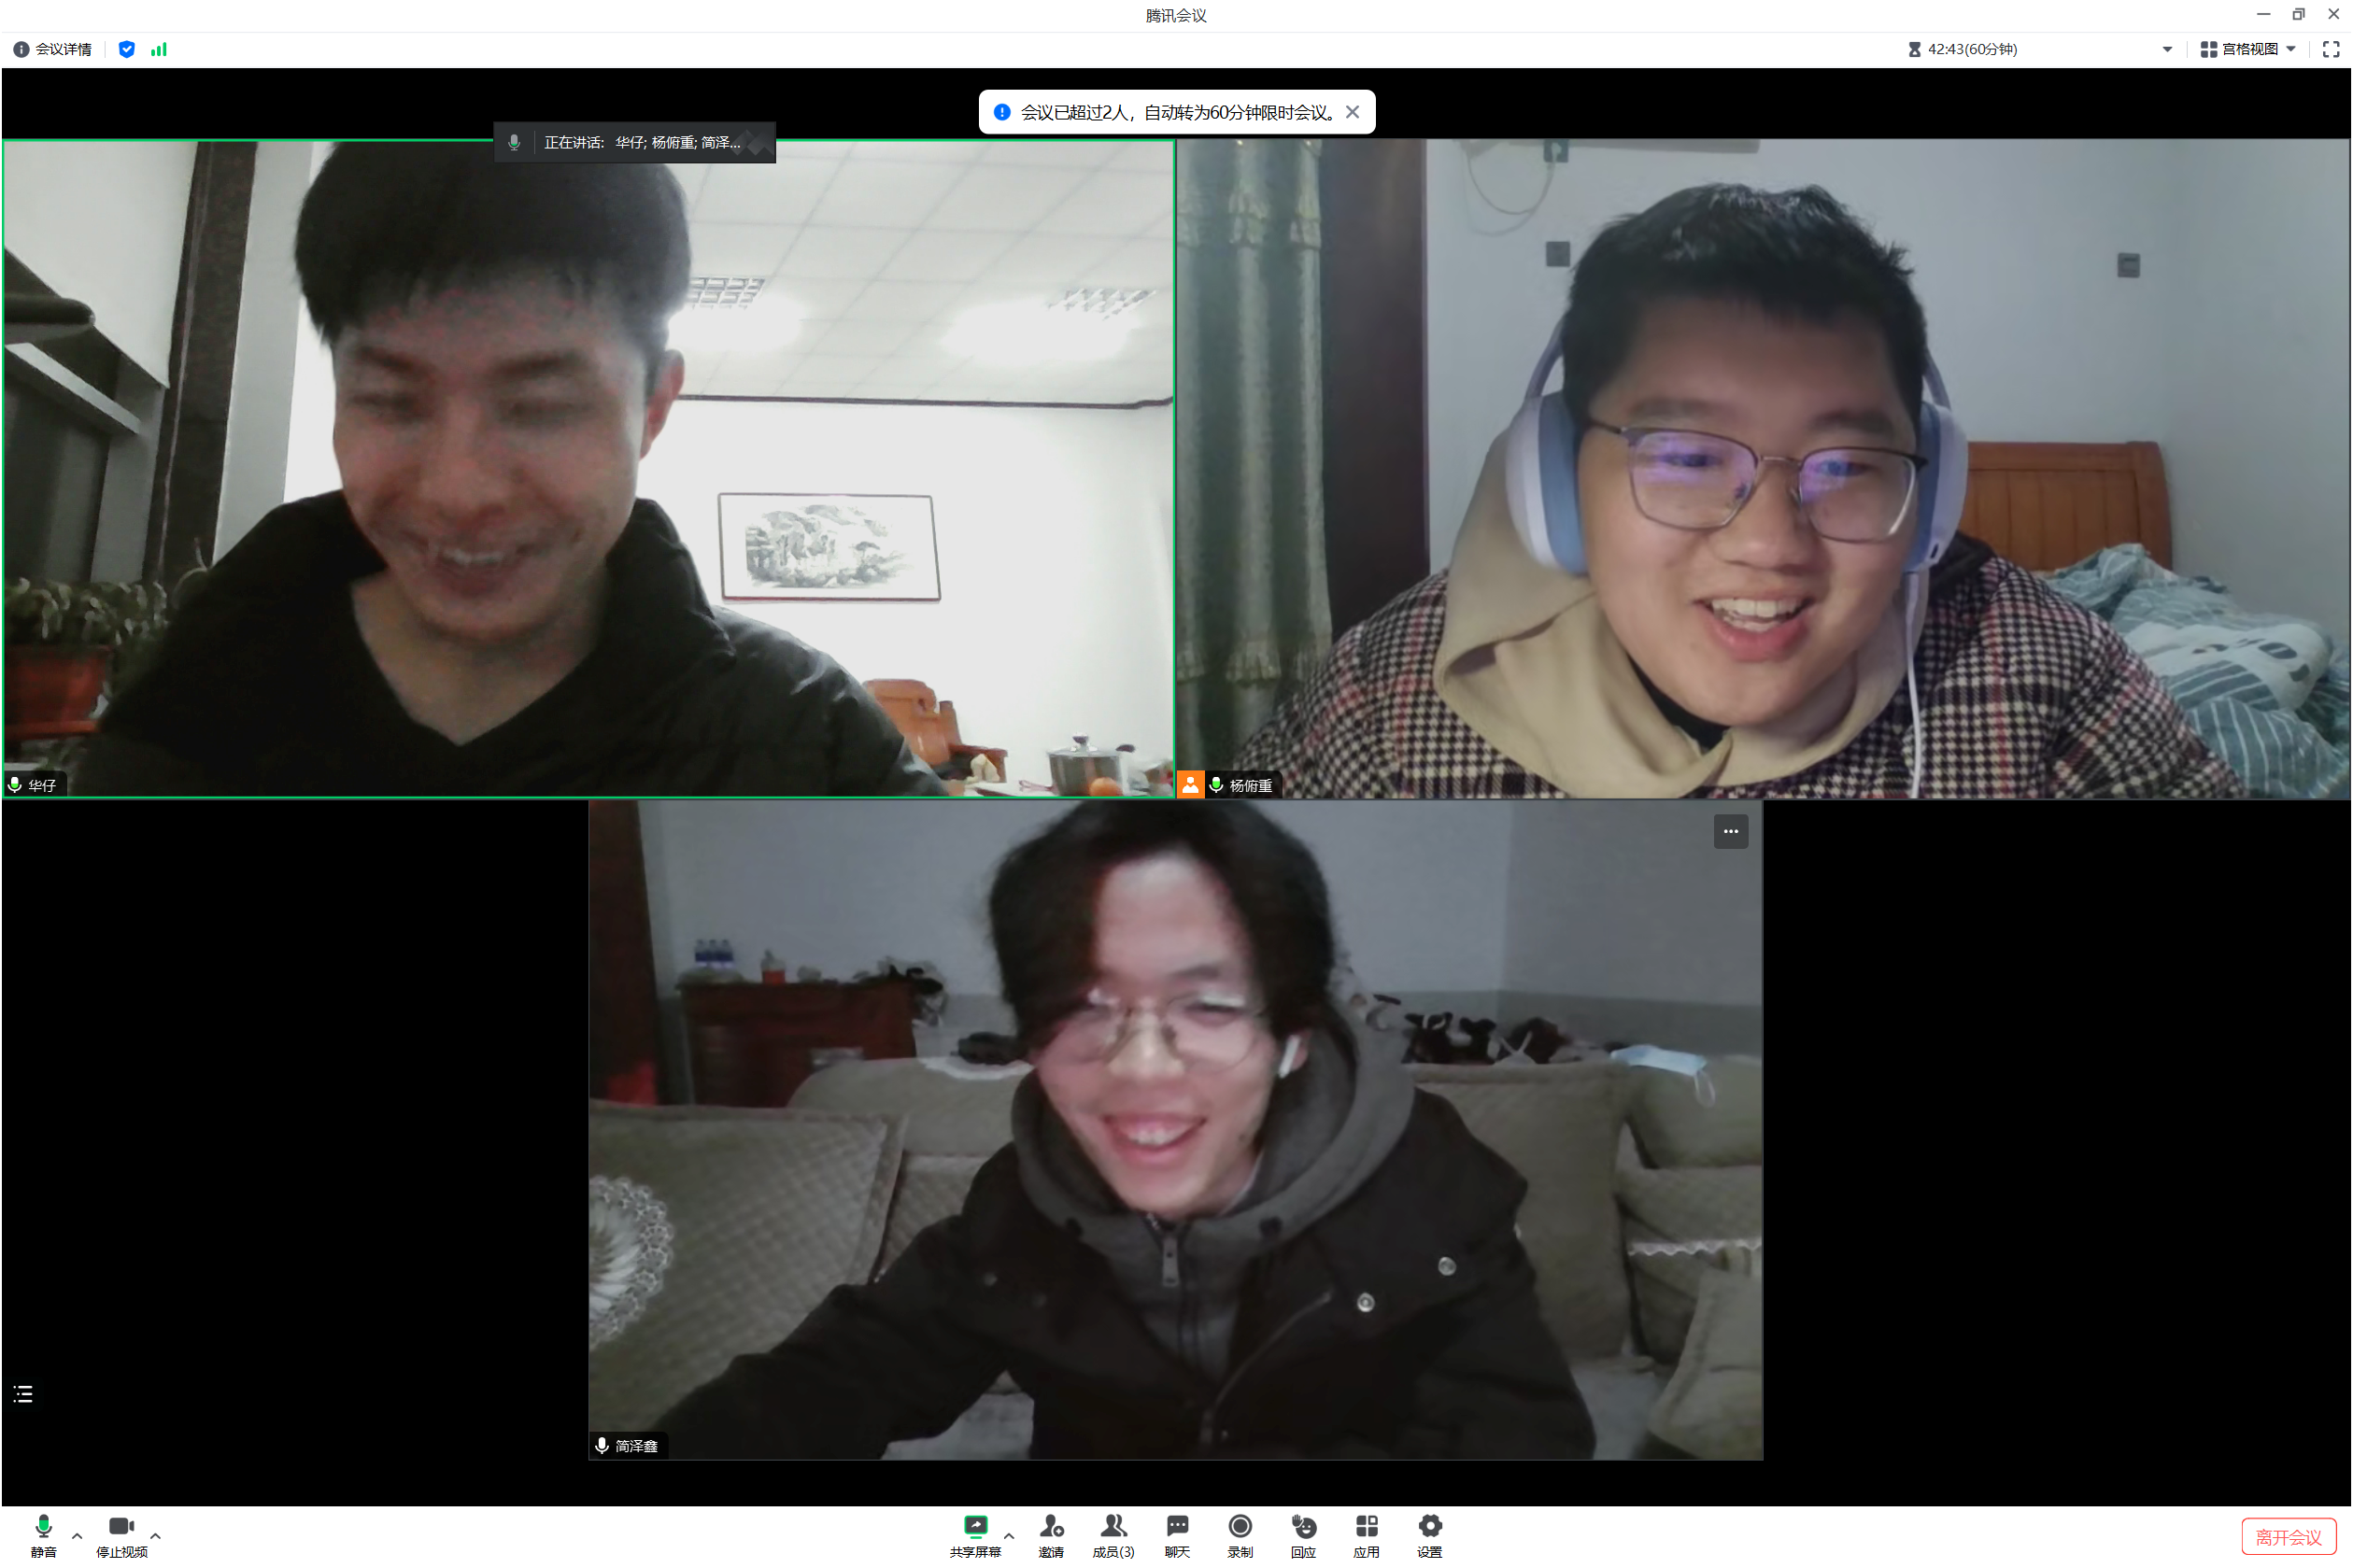 腾讯会议
会议详情
42:43(60分钟)
宫格视图
会议已超过2人，自动转为60分钟限时会议。
正在讲话: 华仔; 杨俯重; 简泽...
华仔
杨俯重
简泽鑫
静音
停止视频
共享屏幕
邀请
成员(3)
聊天
录制
回应
应用
设置
离开会议